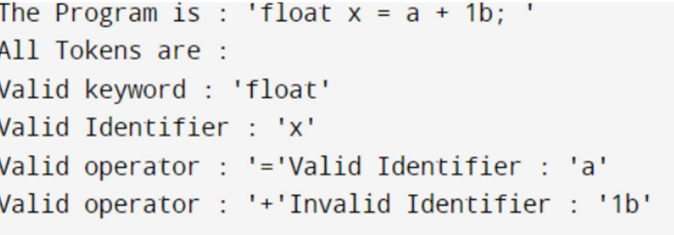 The Program is : 'float x = a + 1b; '
All Tokens are :
Valid keyword : 'float'
Valid Identifier : 'x'
Valid operator : '='Valid Identifier : 'a'
Valid operator : '+'Invalid Identifier : '1b'